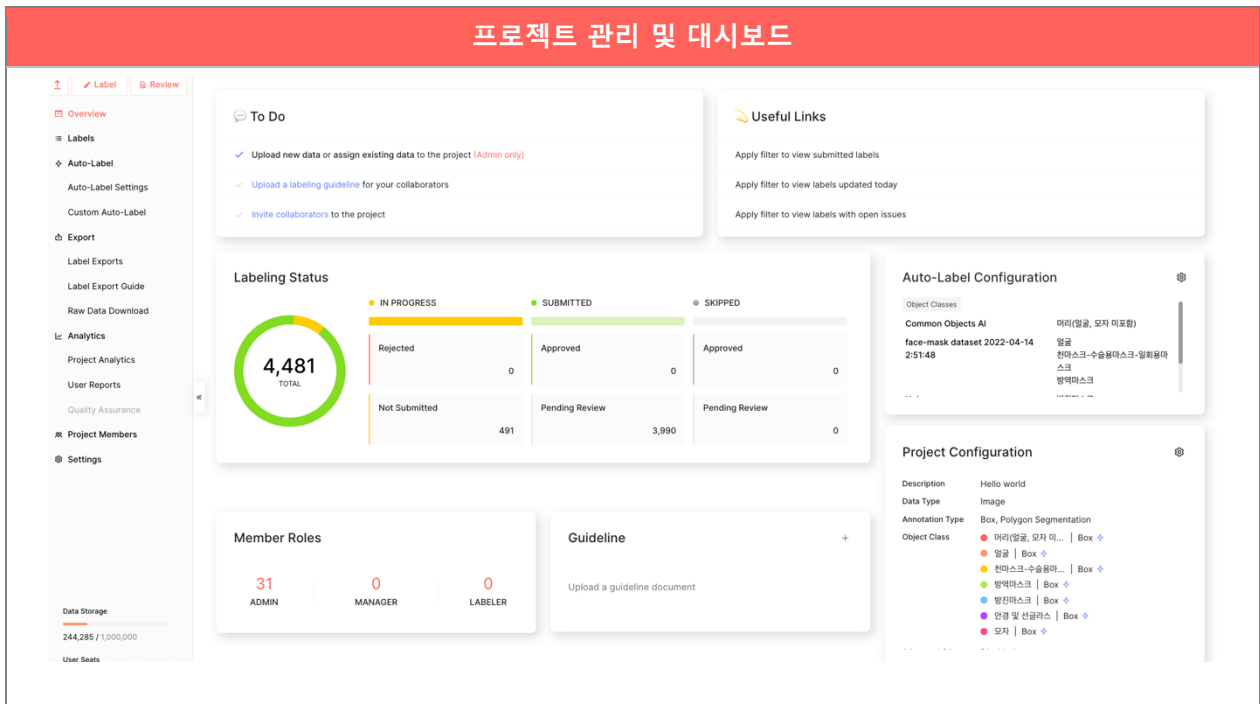 프로젝트 관리 및 대시보드
Label
Review
Overview
Labels
Auto-Label
Auto-Label Settings
Custom Auto-Label
Export
Label Exports
Label Export Guide
Raw Data Download
Analytics
Project Analytics
User Reports
Quality Assurance
Project Members
Settings
Data Storage
244,285 / 1,000,000
User Seats
To Do
Upload new data or assign existing data to the project (Admin only)
Upload a labeling guideline for your collaborators
Invite collaborators to the project
Useful Links
Apply filter to view submitted labels
Apply filter to view labels updated today
Apply filter to view labels with open issues
Labeling Status
4,481
TOTAL
IN PROGRESS
Rejected
0
Not Submitted
491
SUBMITTED
Approved
0
Pending Review
3,990
SKIPPED
Approved
0
Pending Review
0
Auto-Label Configuration
Object Classes
Common Objects AI 머리(얼굴, 모자 미포함)
face-mask dataset 2022-04-14 얼굴
2:51:48 천마스크-수술용마스크-일회용마
스크
방역마스크
Member Roles
31
ADMIN
0
MANAGER
0
LABELER
Guideline
Upload a guideline document
Project Configuration
Description Hello world
Data Type Image
Annotation Type Box, Polygon Segmentation
Object Class 머리(얼굴, 모자 미... | Box
얼굴 | Box
천마스크-수술용마... | Box
방역마스크 | Box
방진마스크 | Box
안경 및 선글라스 | Box
모자 | Box